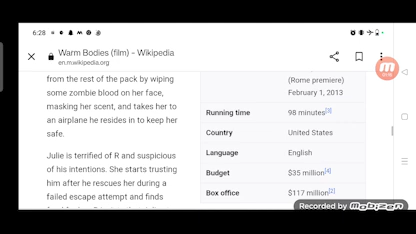 6:28
Warm Bodies (film) – Wikipedia
en.m.wikipedia.org
from the rest of the pack by wiping
some zombie blood on her face,
masking her scent, and takes her to
an airplane he resides in to keep her
safe.
Julie is terrified of R and suspicious
of his intentions. She starts trusting
him after he rescues her during a
failed escape attempt and finds
(Rome premiere)
February 1, 2013
Running time 98 minutes[3]
Country United States
Language English
Budget $35 million[4]
Box office $117 million[2]
Recorded by MOBIZEN